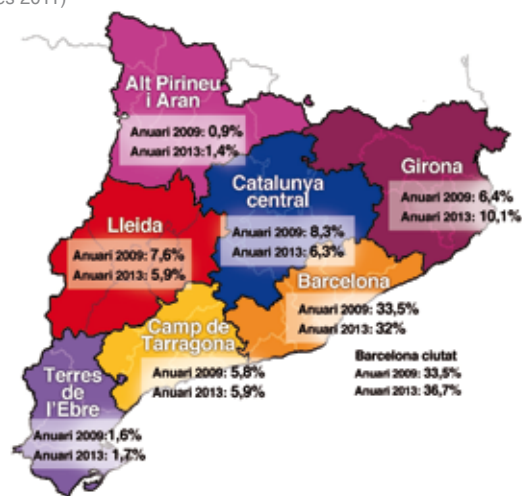 es 2011)
Alt Pirineu
i Aran
Anuari 2009: 0,9%
Anuari 2013:1,4%
Girona
Anuari 2009: 6,4%
Anuari 2013: 10,1%
Catalunya
central
Anuari 2009: 8,3%
Anuari 2013: 6,3%
Lleida
Anuari 2009: 7,6%
Anuari 2013: 5,9%
Barcelona
Anuari 2009: 33,5%
Anuari 2013: 32%
Camp de
Tarragona
Anuari 2009: 5,8%
Anuari 2013: 5,9%
Barcelona ciutat
Anuari 2009: 33,5%
Anuari 2013: 36,7%
Terres
de
l'Ebre
Anuari 2009:1,6%
Anuari 2013: 1,7%